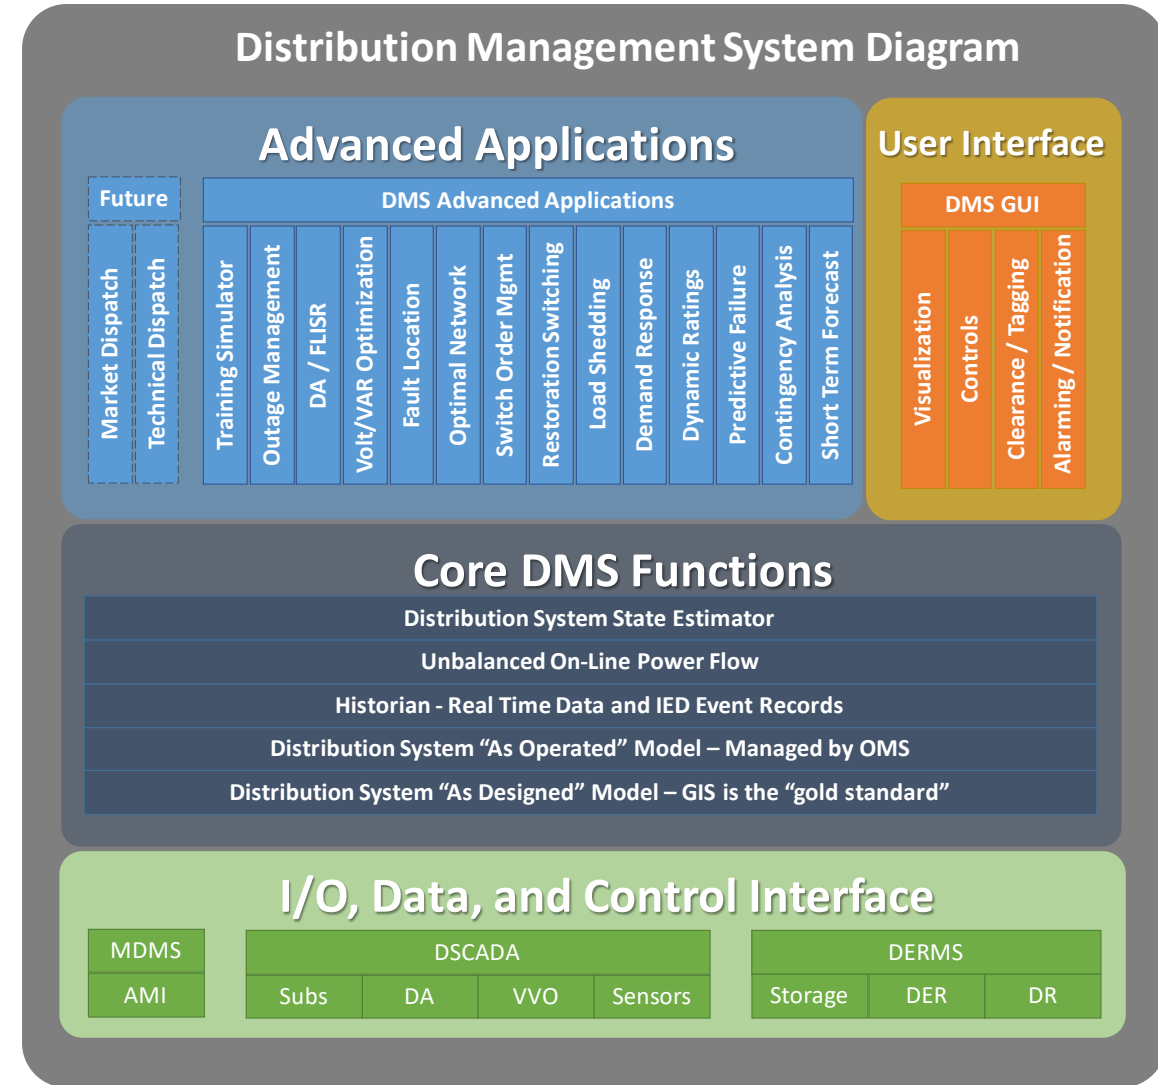 Distribution Management System Diagram
Advanced Applications
Future
Market Dispatch
Technical Dispatch
DMS Advanced Applications
Training Simulator
Outage Management
DA / FLISR
Volt/VAR Optimization
Fault Location
Optimal Network
Switch Order Mgmt
Restoration Switching
Load Shedding
Demand Response
Dynamic Ratings
Predictive Failure
Contingency Analysis
Short Term Forecast
User Interface
DMS GUI
Visualization
Controls
Clearance / Tagging
Alarming / Notification
Core DMS Functions
Distribution System State Estimator
Unbalanced On-Line Power Flow
Historian - Real Time Data and IED Event Records
Distribution System “As Operated” Model – Managed by OMS
Distribution System “As Designed” Model – GIS is the “gold standard”
I/O, Data, and Control Interface
MDMS
AMI
DSCADA
Subs
DA
VVO
Sensors
DERMS
Storage
DER
DR